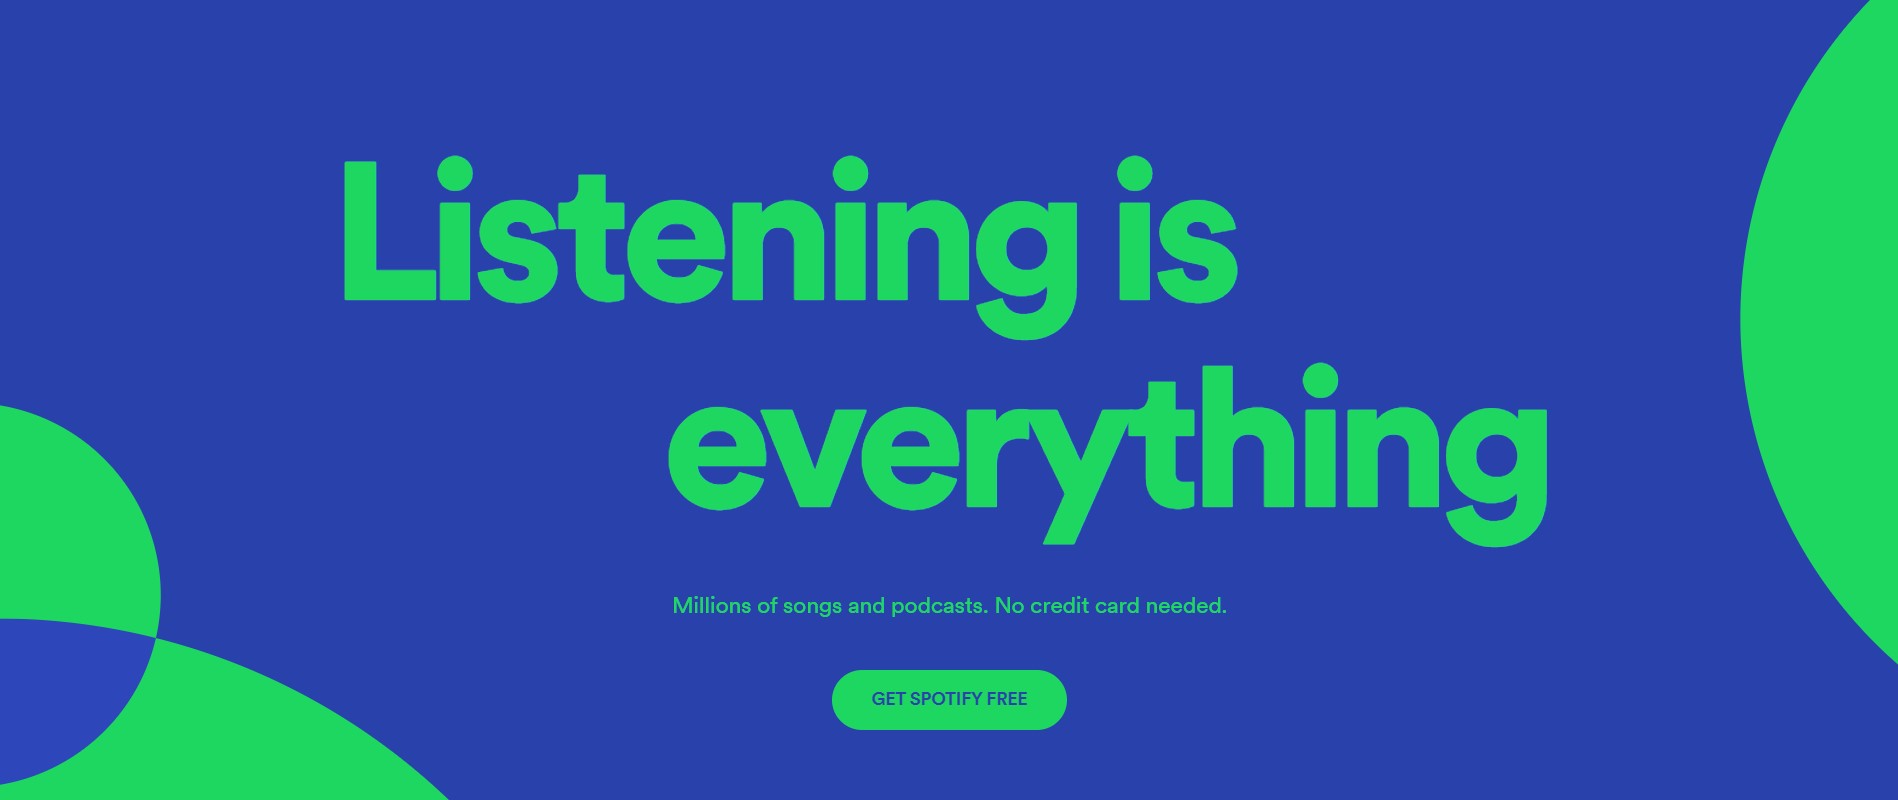 Listening is
everything
Millions of songs and podcasts. No credit card needed.
GET SPOTIFY FREE